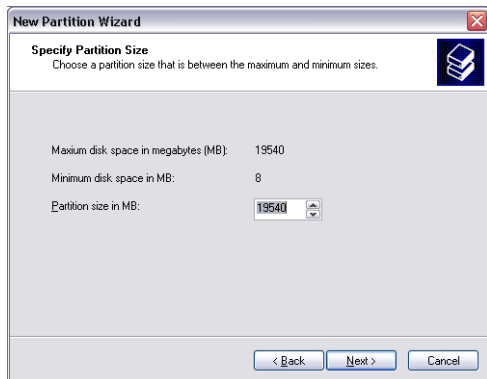 New Partition Wizard
Specify Partition Size
Choose a partition size that is between the maximum and minimum sizes.
Maxium disk space in megabytes (MB): 19540
Minimum disk space in MB: 8
Partition size in MB: 19540
< Back Next > Cancel